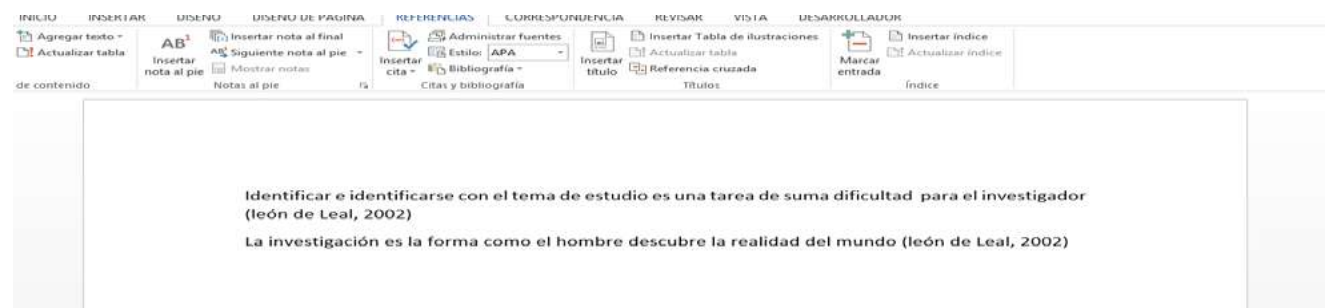 INICIO INSERTAR DISEÑO DISEÑO DE PÁGINA REFERENCIAS CORRESPONDENCIA REVISAR VISTA DESARROLLADOR
Agregar texto
Actualizar tabla
de contenido
AB¹
Insertar
nota al pie
Insertar nota al final
Siguiente nota al pie
Mostrar notas
Notas al pie
Insertar
cita
Administrar fuentes
Estilo: APA
Bibliografía
Citas y bibliografía
Insertar
título
Insertar Tabla de ilustraciones
Actualizar tabla
Referencia cruzada
Títulos
Marcar
entrada
Insertar índice
Actualizar índice
Índice
Identificar e identificarse con el tema de estudio es una tarea de suma dificultad para el investigador
(león de Leal, 2002)
La investigación es la forma como el hombre descubre la realidad del mundo (león de Leal, 2002)